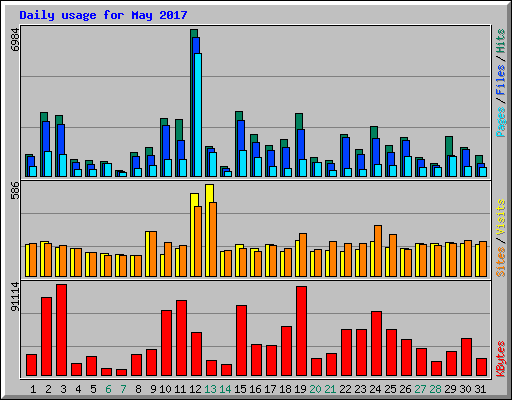 Daily usage for May 2017
6984
Pages / Files / Hits
566
Sites / Visits
91114
KBytes
1 2 3 4 5 6 7 8 9 10 11 12 13 14 15 16 17 18 19 20 21 22 23 24 25 26 27 28 29 30 31